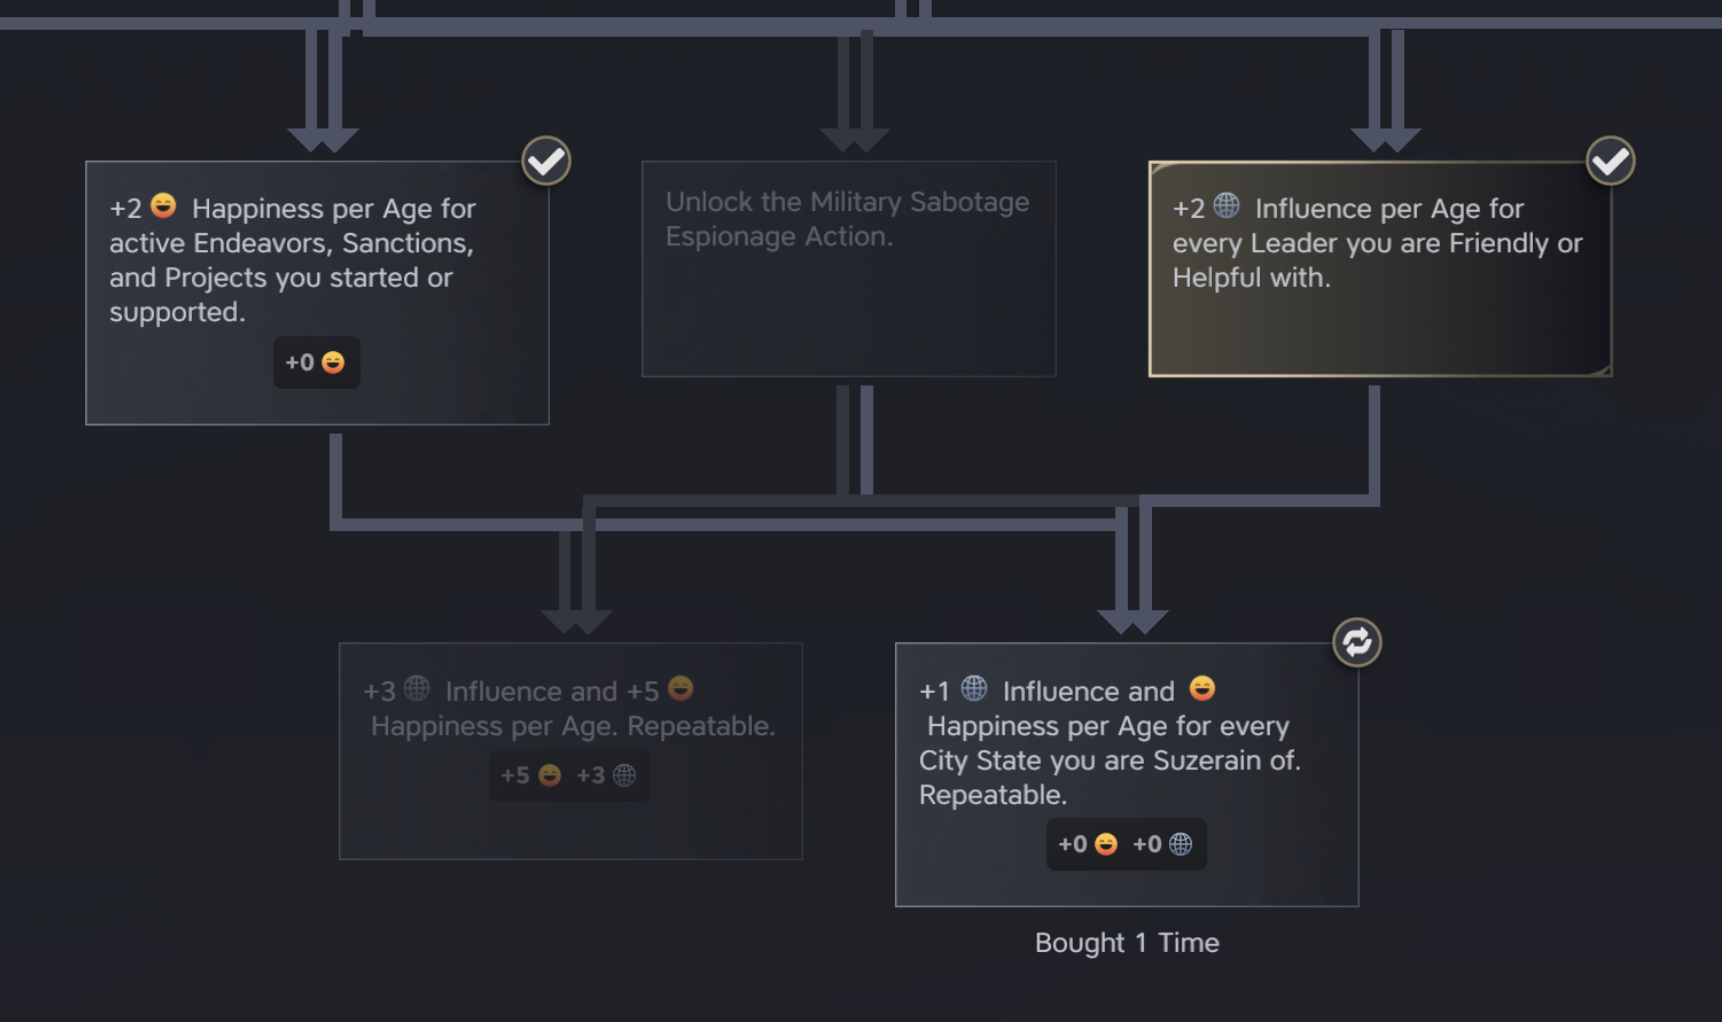 +2 Happiness per Age for
active Endeavors, Sanctions,
and Projects you started or
supported.
+0
Unlock the Military Sabotage
Espionage Action.
+2 Influence per Age for
every Leader you are Friendly or
Helpful with.
+3 Influence and +5
Happiness per Age. Repeatable.
+5 +3
+1 Influence and
Happiness per Age for every
City State you are Suzerain of.
Repeatable.
+0 +0
Bought 1 Time